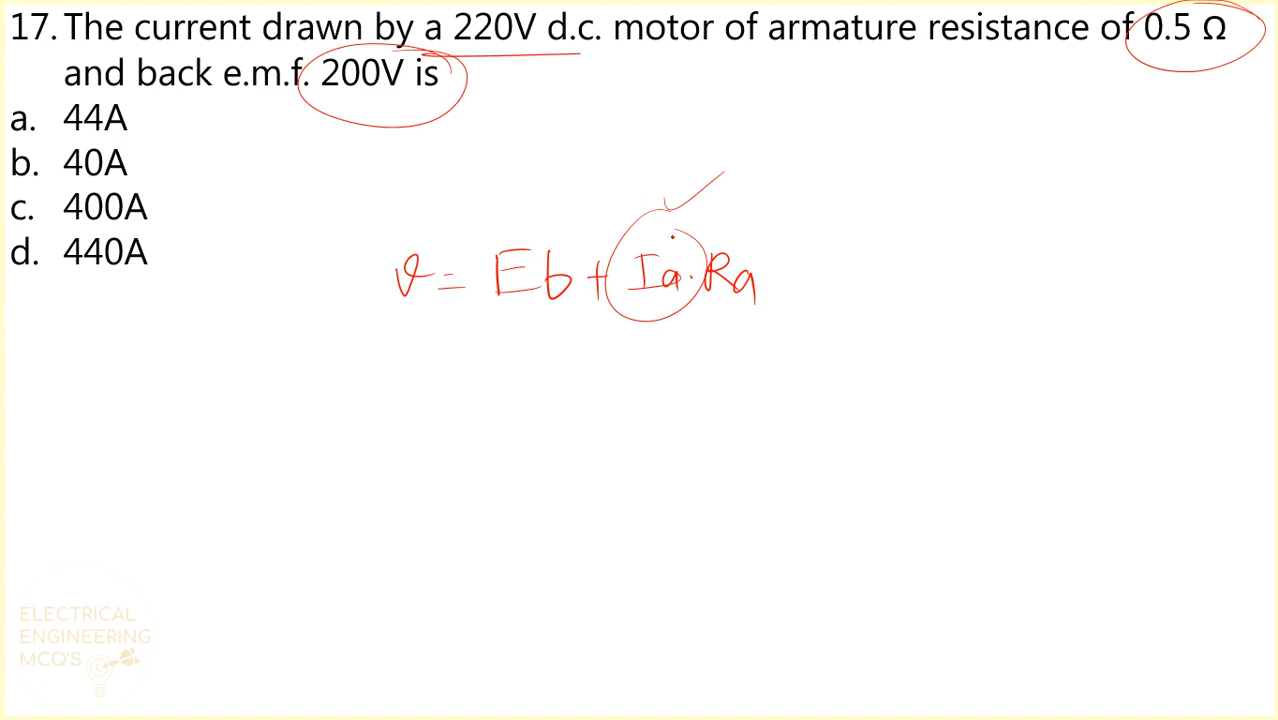 17. The current drawn by a 220V d.c. motor of armature resistance of 0.5 Ω
and back e.m.f. 200V is
a. 44A
b. 40A
c. 400A
d. 440A
V = Eb + Ia. Ra
ELECTRICAL
ENGINEERING
MCQ'S